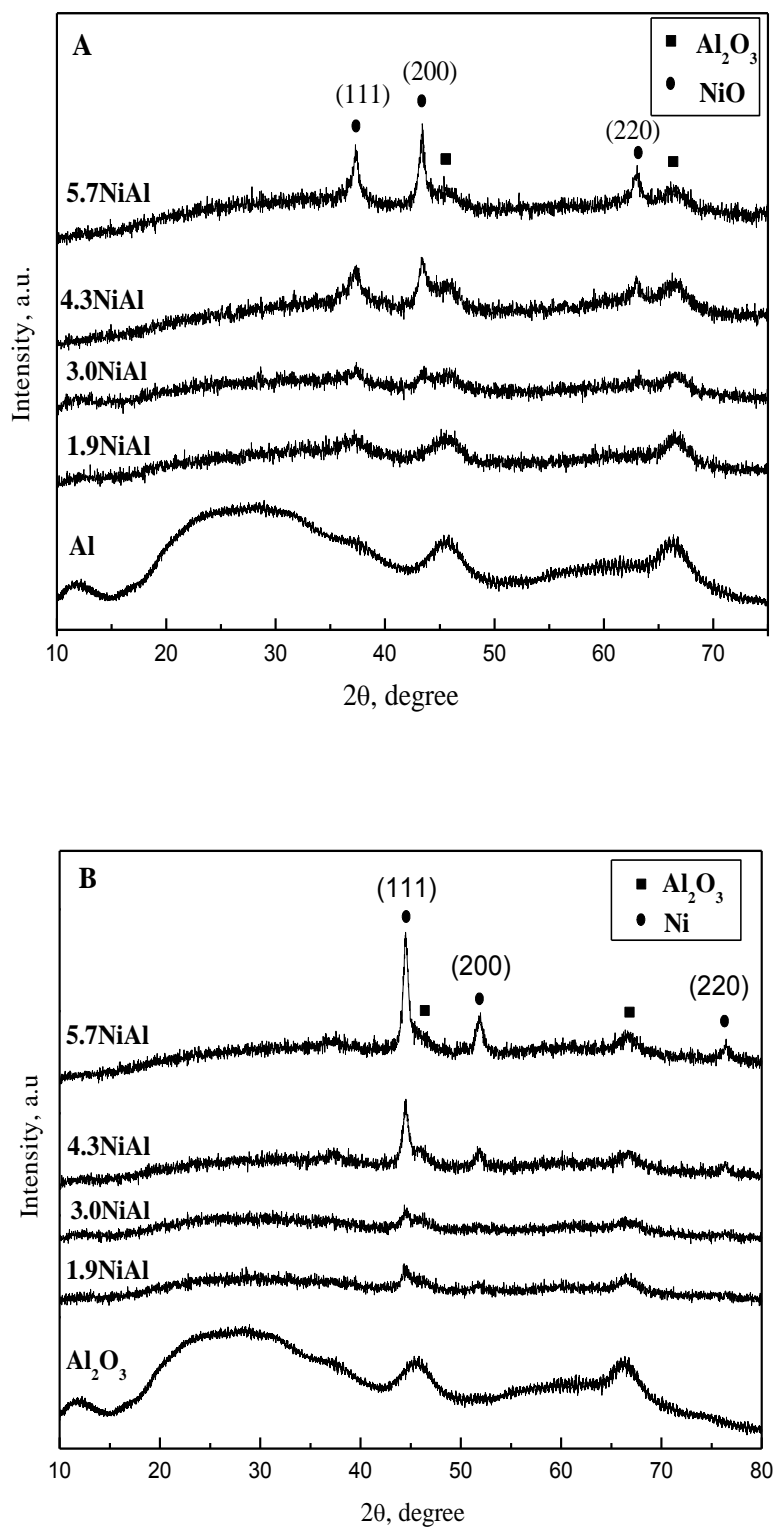 A
■ Al₂O₃
● NiO
(200)
(111)
(220)
5.7NiAl
4.3NiAl
3.0NiAl
1.9NiAl
Al
Intensity, a.u.
10 20 30 40 50 60 70
2θ, degree
B
■ Al₂O₃
● Ni
(111)
(200)
(220)
5.7NiAl
4.3NiAl
3.0NiAl
1.9NiAl
Al₂O₃
Intensity, a.u
10 20 30 40 50 60 70 80
2θ, degree